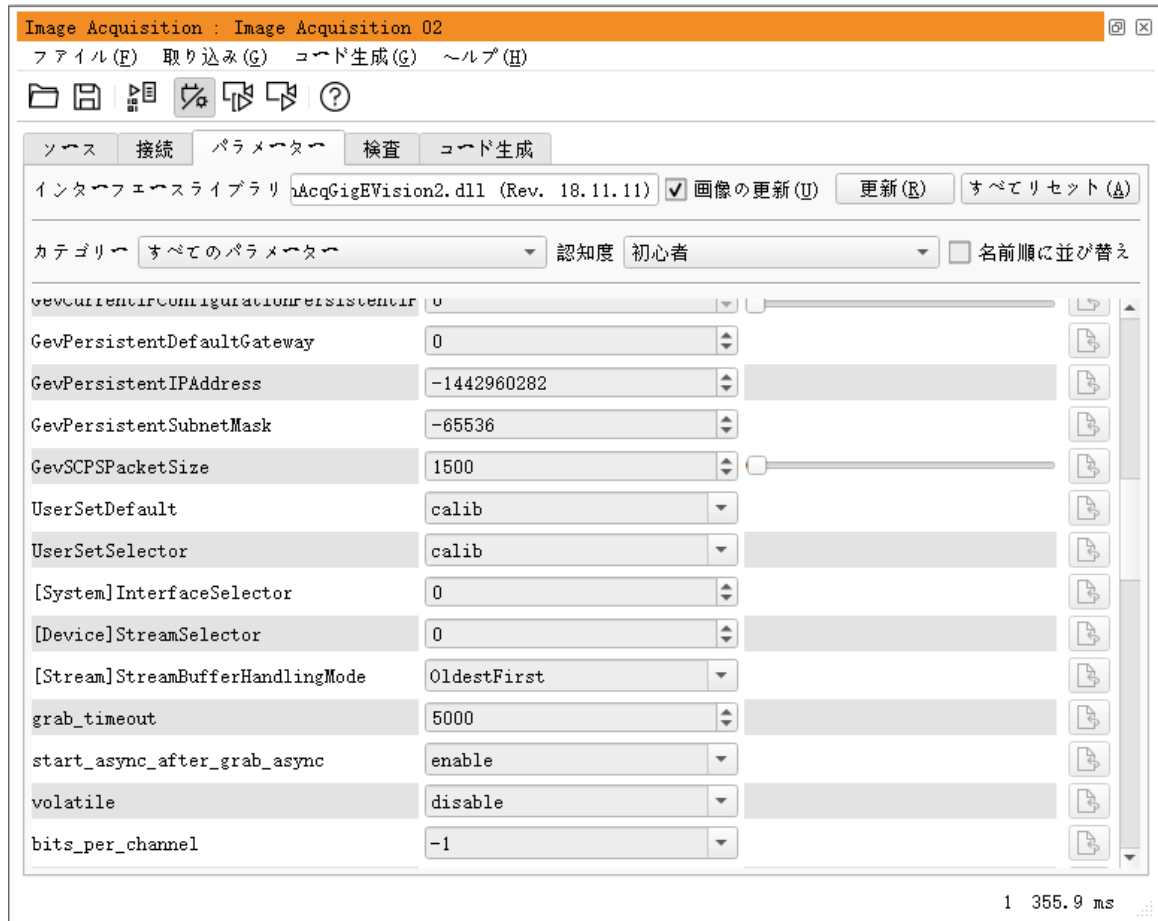 Image Acquisition : Image Acquisition 02
ファイル(F) 取り込み(G) コード生成(G) ヘルプ(H)
ソース 接続 パラメーター 検査 コード生成
インターフェースライブラリ nAcqGigEVision2.dll (Rev. 18.11.11) 画像の更新(U) 更新(R) すべてリセット(A)
カテゴリー すべてのパラメーター 認知度 初心者 名前順に並び替え
GevCurrentIPConfigurationPersistentIP 0
GevPersistentDefaultGateway 0
GevPersistentIPAddress -1442960282
GevPersistentSubnetMask -65536
GevSCPSPacketSize 1500
UserSetDefault calib
UserSetSelector calib
[System]InterfaceSelector 0
[Device]StreamSelector 0
[Stream]StreamBufferHandlingMode OldestFirst
grab_timeout 5000
start_async_after_grab_async enable
volatile disable
bits_per_channel -1
1 355.9 ms